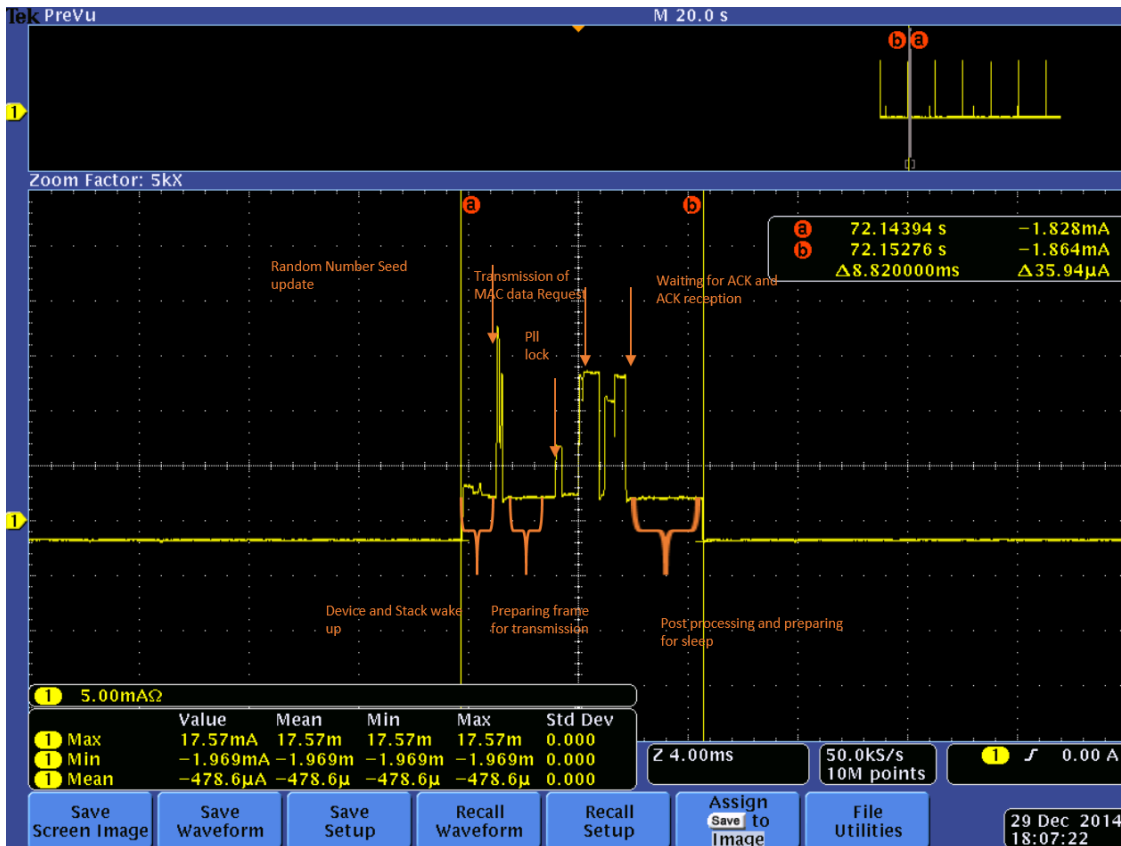 Tek PreVu M 20.0 s
b a
1
Zoom Factor: 5kX
a b
a 72.14394 s −1.828mA
b 72.15276 s −1.864mA
Δ8.820000ms Δ35.94µA
Random Number Seed
update
Transmission of
MAC data Request
Waiting for ACK and
ACK reception
Pll
lock
1
Device and Stack wake
up
Preparing frame
for transmission
Post processing and preparing
for sleep
1 5.00mAΩ
Value Mean Min Max Std Dev
1 Max 17.57mA 17.57m 17.57m 17.57m 0.000
1 Min −1.969mA −1.969m −1.969m −1.969m 0.000
1 Mean −478.6µA −478.6µ −478.6µ −478.6µ 0.000
Z 4.00ms
50.0kS/s
10M points
1 0.00 A
Save
Screen Image
Save
Waveform
Save
Setup
Recall
Waveform
Recall
Setup
Assign
Save to
Image
File
Utilities
29 Dec 2014
18:07:22